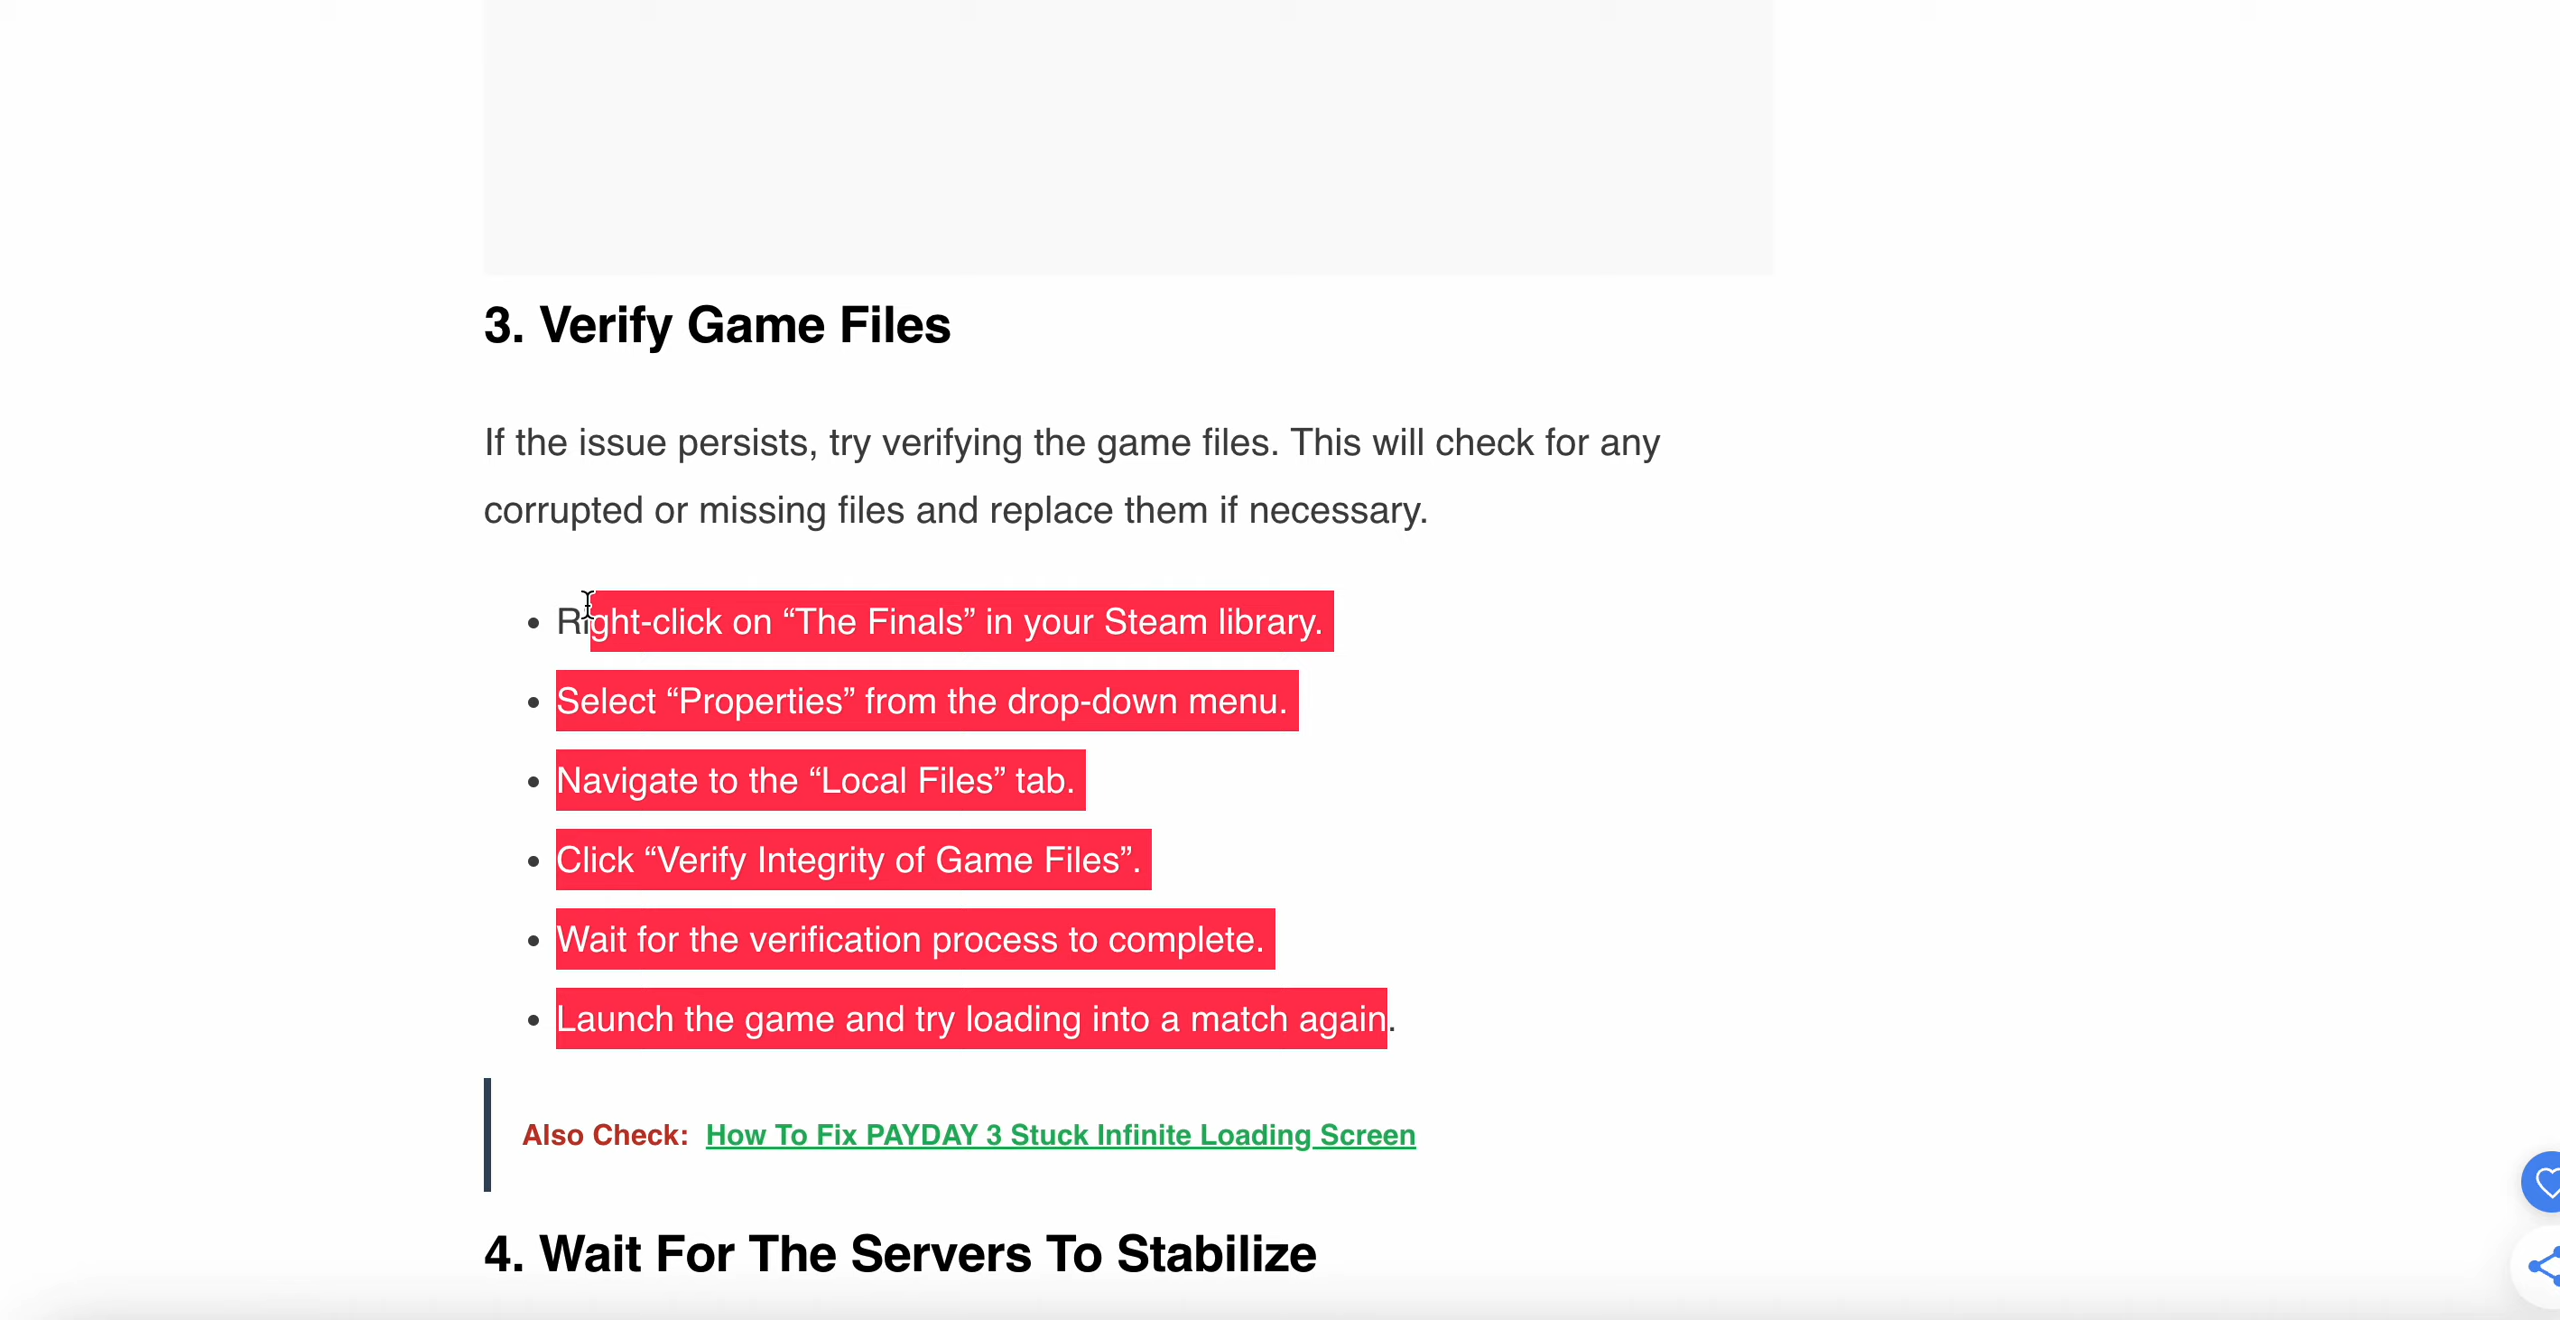 3. Verify Game Files
If the issue persists, try verifying the game files. This will check for any
corrupted or missing files and replace them if necessary.
• Right-click on “The Finals” in your Steam library.
• Select “Properties” from the drop-down menu.
• Navigate to the “Local Files” tab.
• Click “Verify Integrity of Game Files”.
• Wait for the verification process to complete.
• Launch the game and try loading into a match again.
Also Check: How To Fix PAYDAY 3 Stuck Infinite Loading Screen
4. Wait For The Servers To Stabilize